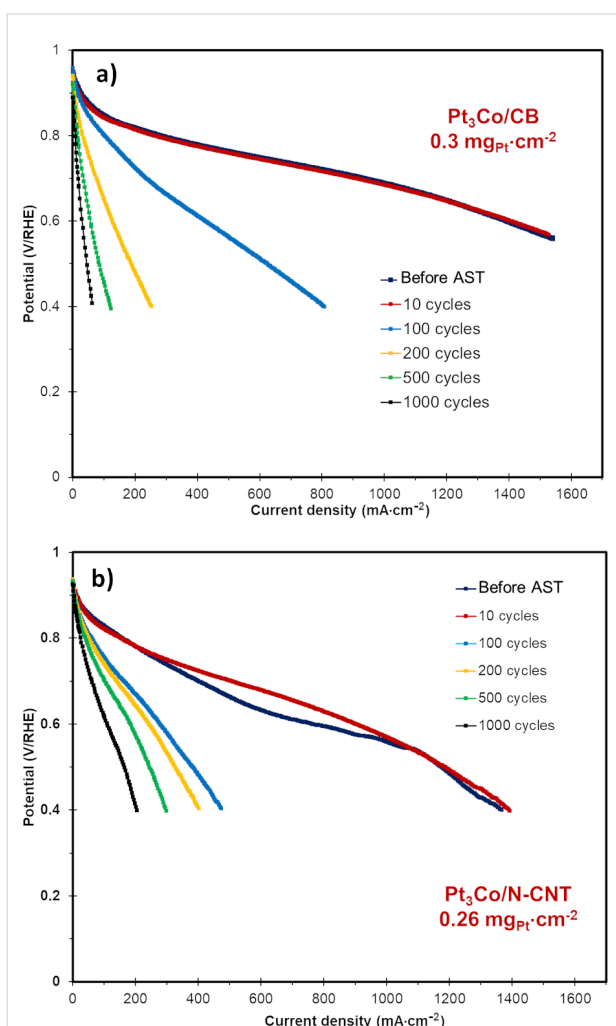 a)
Pt₃Co/CB
0.3 mgPt·cm⁻²
Potential (V/RHE)
1
0.8
0.6
0.4
0.2
0
Before AST
10 cycles
100 cycles
200 cycles
500 cycles
1000 cycles
0 200 400 600 800 1000 1200 1400 1600
Current density (mA·cm⁻²)
b)
Before AST
10 cycles
100 cycles
200 cycles
500 cycles
1000 cycles
Potential (V/RHE)
1
0.8
0.6
0.4
0.2
0
Pt₃Co/N-CNT
0.26 mgPt·cm⁻²
0 200 400 600 800 1000 1200 1400 1600
Current density (mA·cm⁻²)